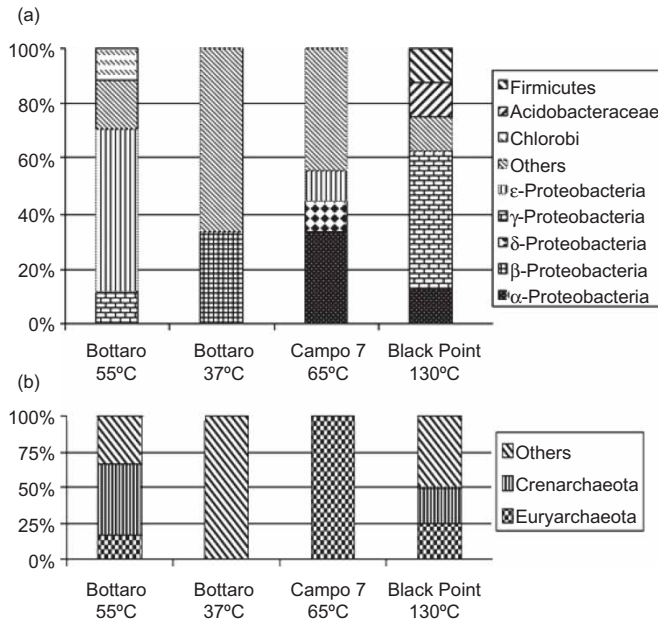 (a)
100%
80%
60%
40%
20%
0%
Firmicutes
Acidobacteraceae
Chlorobi
Others
ε-Proteobacteria
γ-Proteobacteria
δ-Proteobacteria
β-Proteobacteria
α-Proteobacteria
Bottaro Bottaro Campo 7 Black Point
55ºC 37ºC 65ºC 130ºC
(b)
100%
75%
50%
25%
0%
Others
Crenarchaeota
Euryarchaeota
Bottaro Bottaro Campo 7 Black Point
55ºC 37ºC 65ºC 130ºC